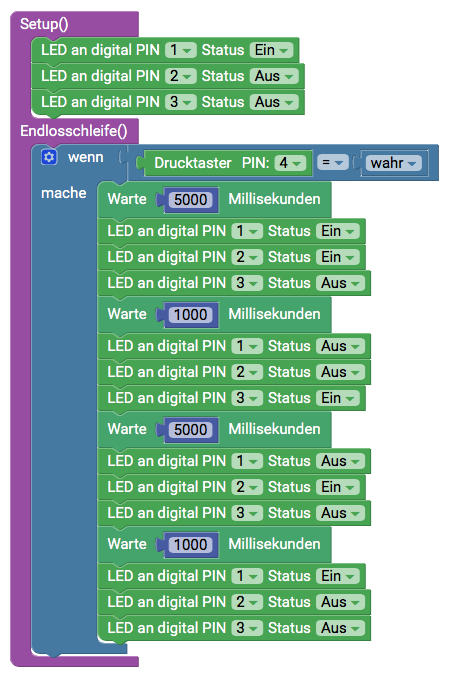 Setup()
LED an digital PIN 1 Status Ein
LED an digital PIN 2 Status Aus
LED an digital PIN 3 Status Aus
Endlosschleife()
wenn Drucktaster PIN: 4 = wahr
mache Warte 5000 Millisekunden
LED an digital PIN 1 Status Ein
LED an digital PIN 2 Status Ein
LED an digital PIN 3 Status Aus
Warte 1000 Millisekunden
LED an digital PIN 1 Status Aus
LED an digital PIN 2 Status Aus
LED an digital PIN 3 Status Ein
Warte 5000 Millisekunden
LED an digital PIN 1 Status Aus
LED an digital PIN 2 Status Ein
LED an digital PIN 3 Status Aus
Warte 1000 Millisekunden
LED an digital PIN 1 Status Ein
LED an digital PIN 2 Status Aus
LED an digital PIN 3 Status Aus